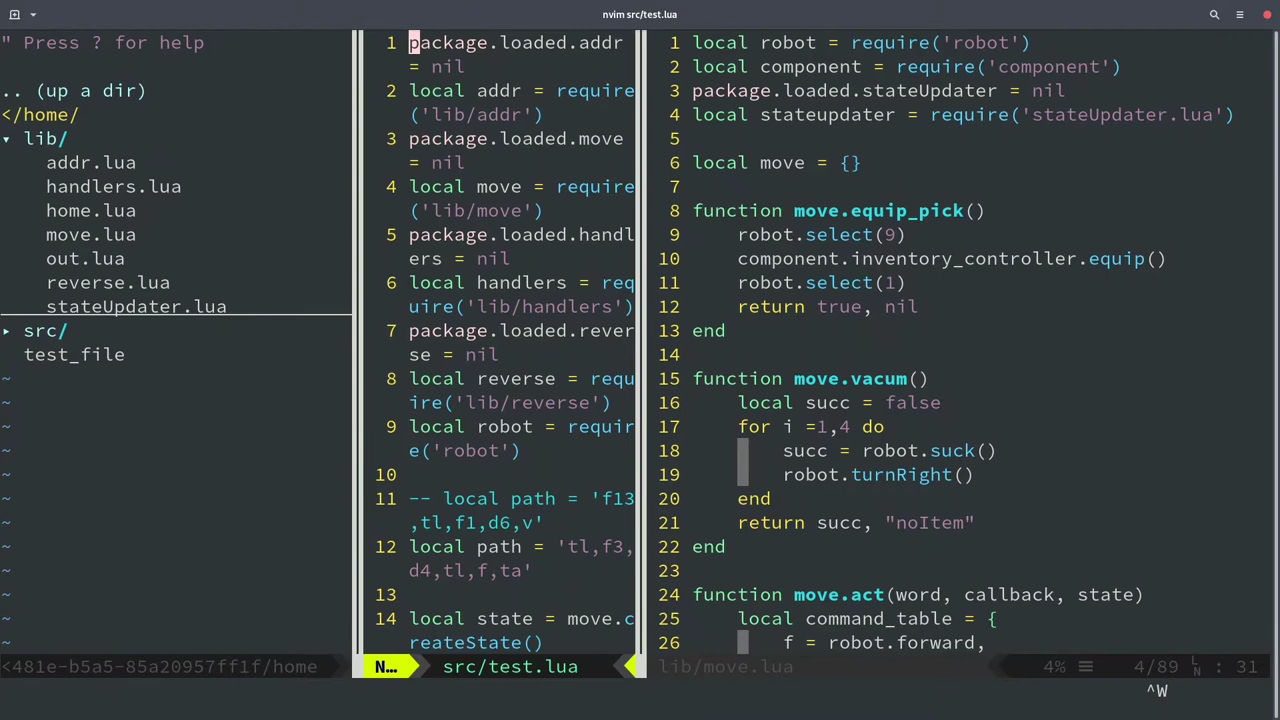 nvim src/test.lua
" Press ? for help
.. (up a dir)
</home/
▾ lib/
addr.lua
handlers.lua
home.lua
move.lua
out.lua
reverse.lua
stateUpdater.lua
▸ src/
test_file
~
~
~
~
~
~
~
~
~
~
~
~
<481e-b5a5-85a20957ff1f/home
1 package.loaded.addr
= nil
2 local addr = require
('lib/addr')
3 package.loaded.move
= nil
4 local move = require
('lib/move')
5 package.loaded.handl
ers = nil
6 local handlers = req
uire('lib/handlers')
7 package.loaded.rever
se = nil
8 local reverse = requ
ire('lib/reverse')
9 local robot = requir
e('robot')
10
11 -- local path = 'f13
,tl,f1,d6,v'
12 local path = 'tl,f3,
d4,tl,f,ta'
13
14 local state = move.c
reateState()
N… src/test.lua
1 local robot = require('robot')
2 local component = require('component')
3 package.loaded.stateUpdater = nil
4 local stateupdater = require('stateUpdater.lua')
5
6 local move = {}
7
8 function move.equip_pick()
9 robot.select(9)
10 component.inventory_controller.equip()
11 robot.select(1)
12 return true, nil
13 end
14
15 function move.vacum()
16 local succ = false
17 for i =1,4 do
18 succ = robot.suck()
19 robot.turnRight()
20 end
21 return succ, "noItem"
22 end
23
24 function move.act(word, callback, state)
25 local command_table = {
26 f = robot.forward,
lib/move.lua 4% ☰ 4/89 LN : 31
^W